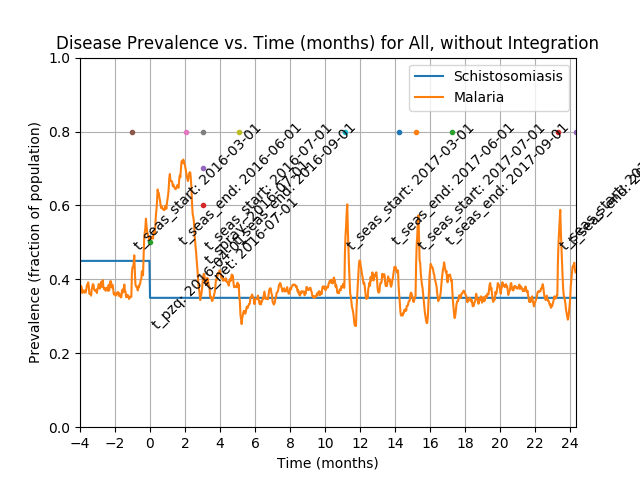 Disease Prevalence vs. Time (months) for All, without Integration
Prevalence (fraction of population)
1.0
0.8
0.6
0.4
0.2
0.0
Schistosomiasis
Malaria
t_seas_start: 2016-03-01
t_seas_end: 2016-06-01
t_seas_start: 2016-07-01
t_seas_end: 2016-09-01
t_net: 2016-07-01
t_seas_start: 2017-03-01
t_seas_end: 2017-06-01
t_seas_start: 2017-07-01
t_seas_end: 2017-09-01
-4
-2
0
2
4
6
8
10
12
14
16
18
20
22
24
Time (months)